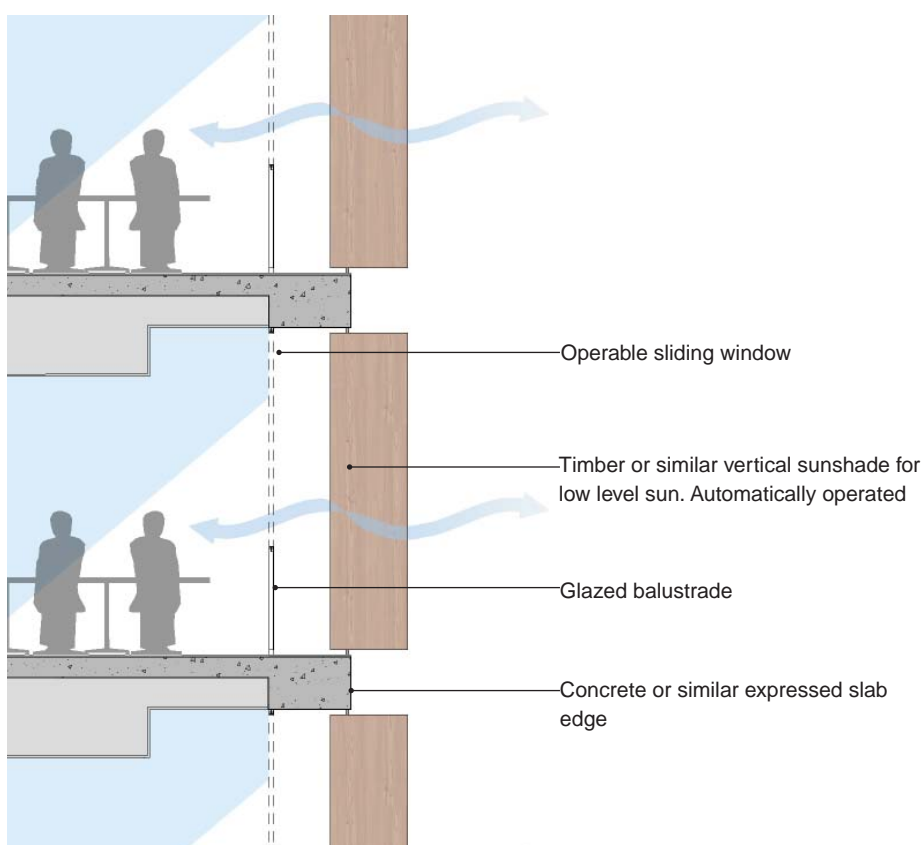 Operable sliding window
Timber or similar vertical sunshade for
low level sun. Automatically operated
Glazed balustrade
Concrete or similar expressed slab
edge